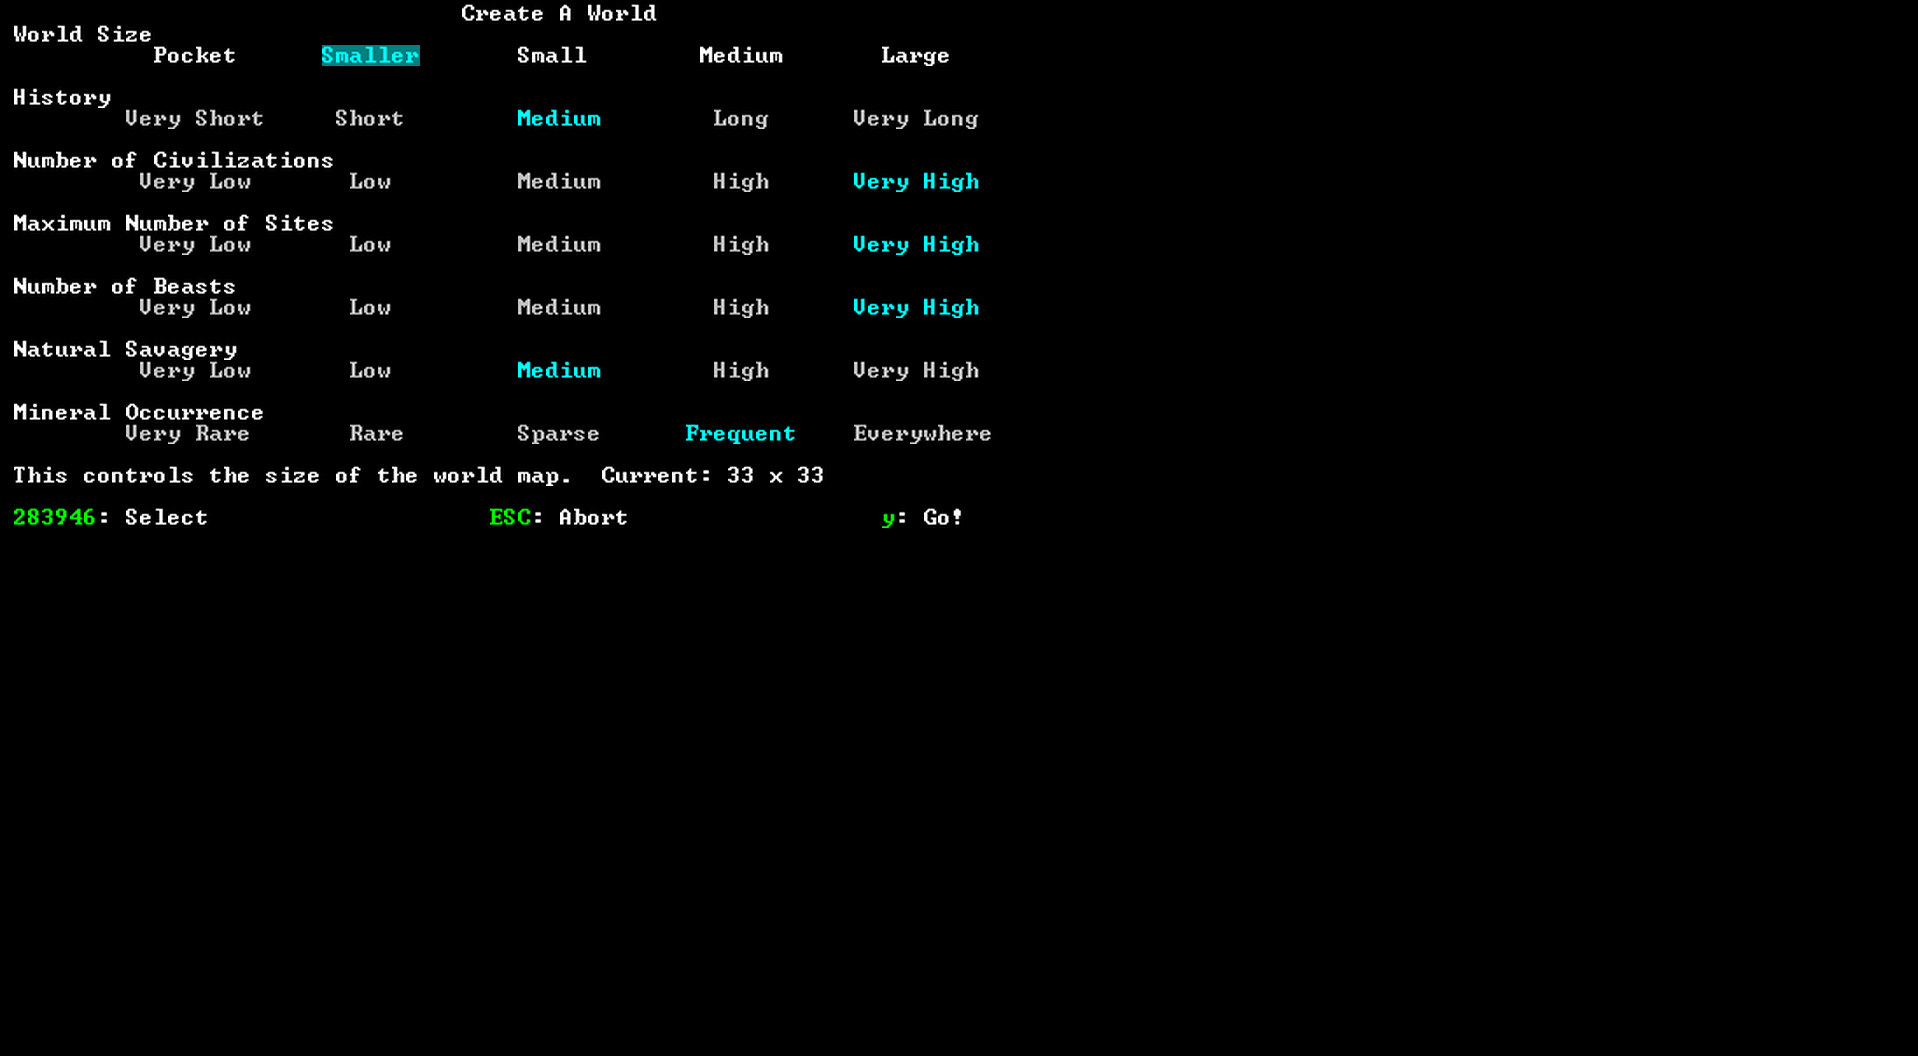 Create A World
World Size
Pocket Smaller Small Medium Large
History
Very Short Short Medium Long Very Long
Number of Civilizations
Very Low Low Medium High Very High
Maximum Number of Sites
Very Low Low Medium High Very High
Number of Beasts
Very Low Low Medium High Very High
Natural Savagery
Very Low Low Medium High Very High
Mineral Occurrence
Very Rare Rare Sparse Frequent Everywhere
This controls the size of the world map.  Current: 33 x 33
283946: Select ESC: Abort y: Go!